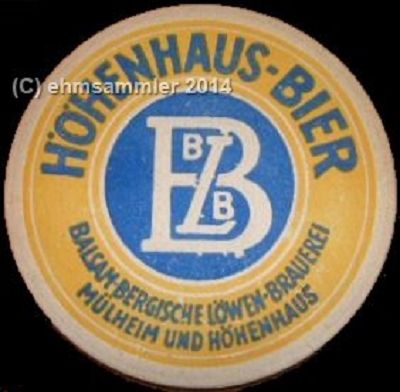 (C) ehmsammler 2014
HÖHENHAUS-BIER
B
B L B
BALSAM-BERGISCHE LÖWEN-BRAUEREI
MÜLHEIM UND HÖHENHAUS